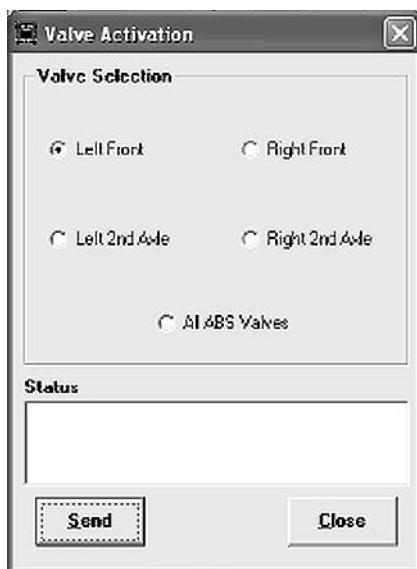 Valve Activation
Valve Selection
Left Front
Right Front
Left 2nd Axle
Right 2nd Axle
All ABS Valves
Status
Send
Close